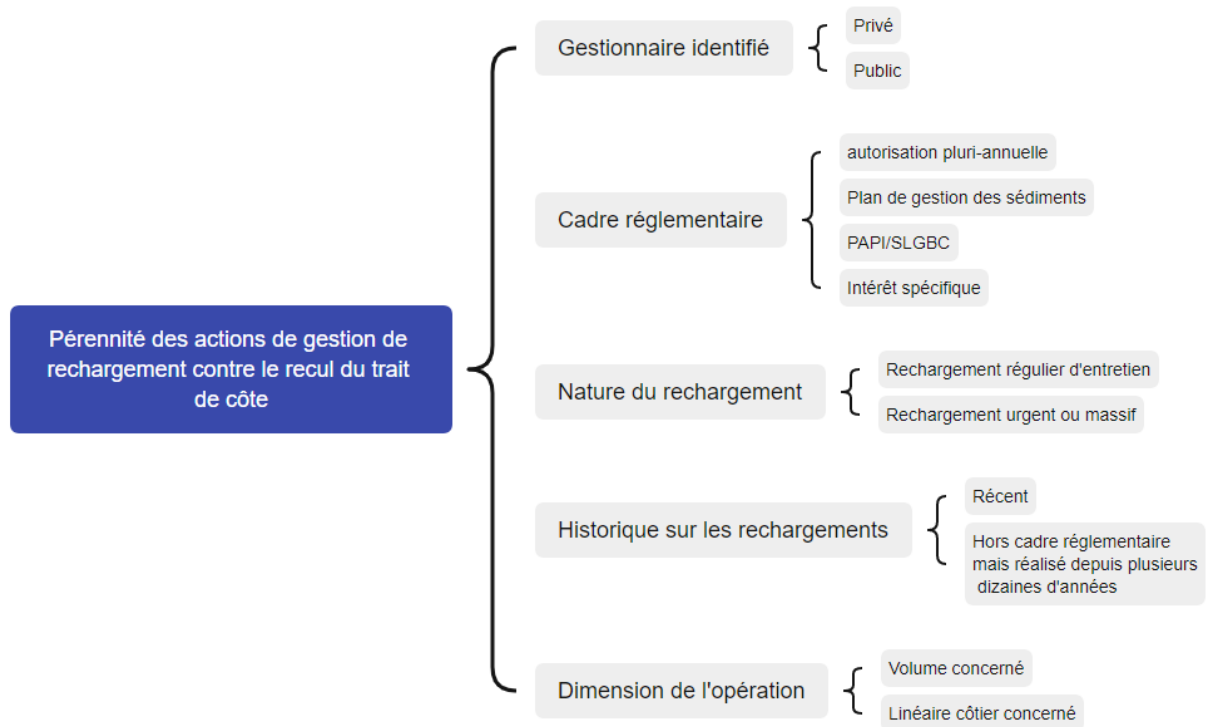 Pérennité des actions de gestion de
rechargement contre le recul du trait
de côte
Gestionnaire identifié
Privé
Public
Cadre réglementaire
autorisation pluri-annuelle
Plan de gestion des sédiments
PAPI/SLGBC
Intérêt spécifique
Nature du rechargement
Rechargement régulier d'entretien
Rechargement urgent ou massif
Historique sur les rechargements
Récent
Hors cadre réglementaire
mais réalisé depuis plusieurs
dizaines d'années
Dimension de l'opération
Volume concerné
Linéaire côtier concerné